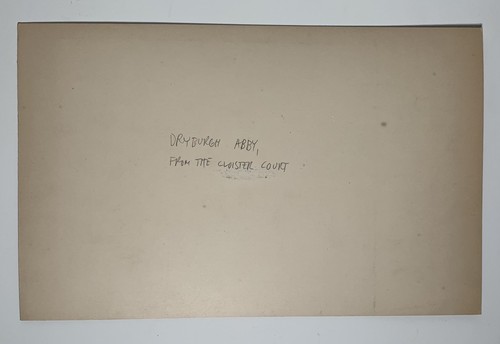 DRYBURGH ABBY,
FROM THE CLOISTER COURT